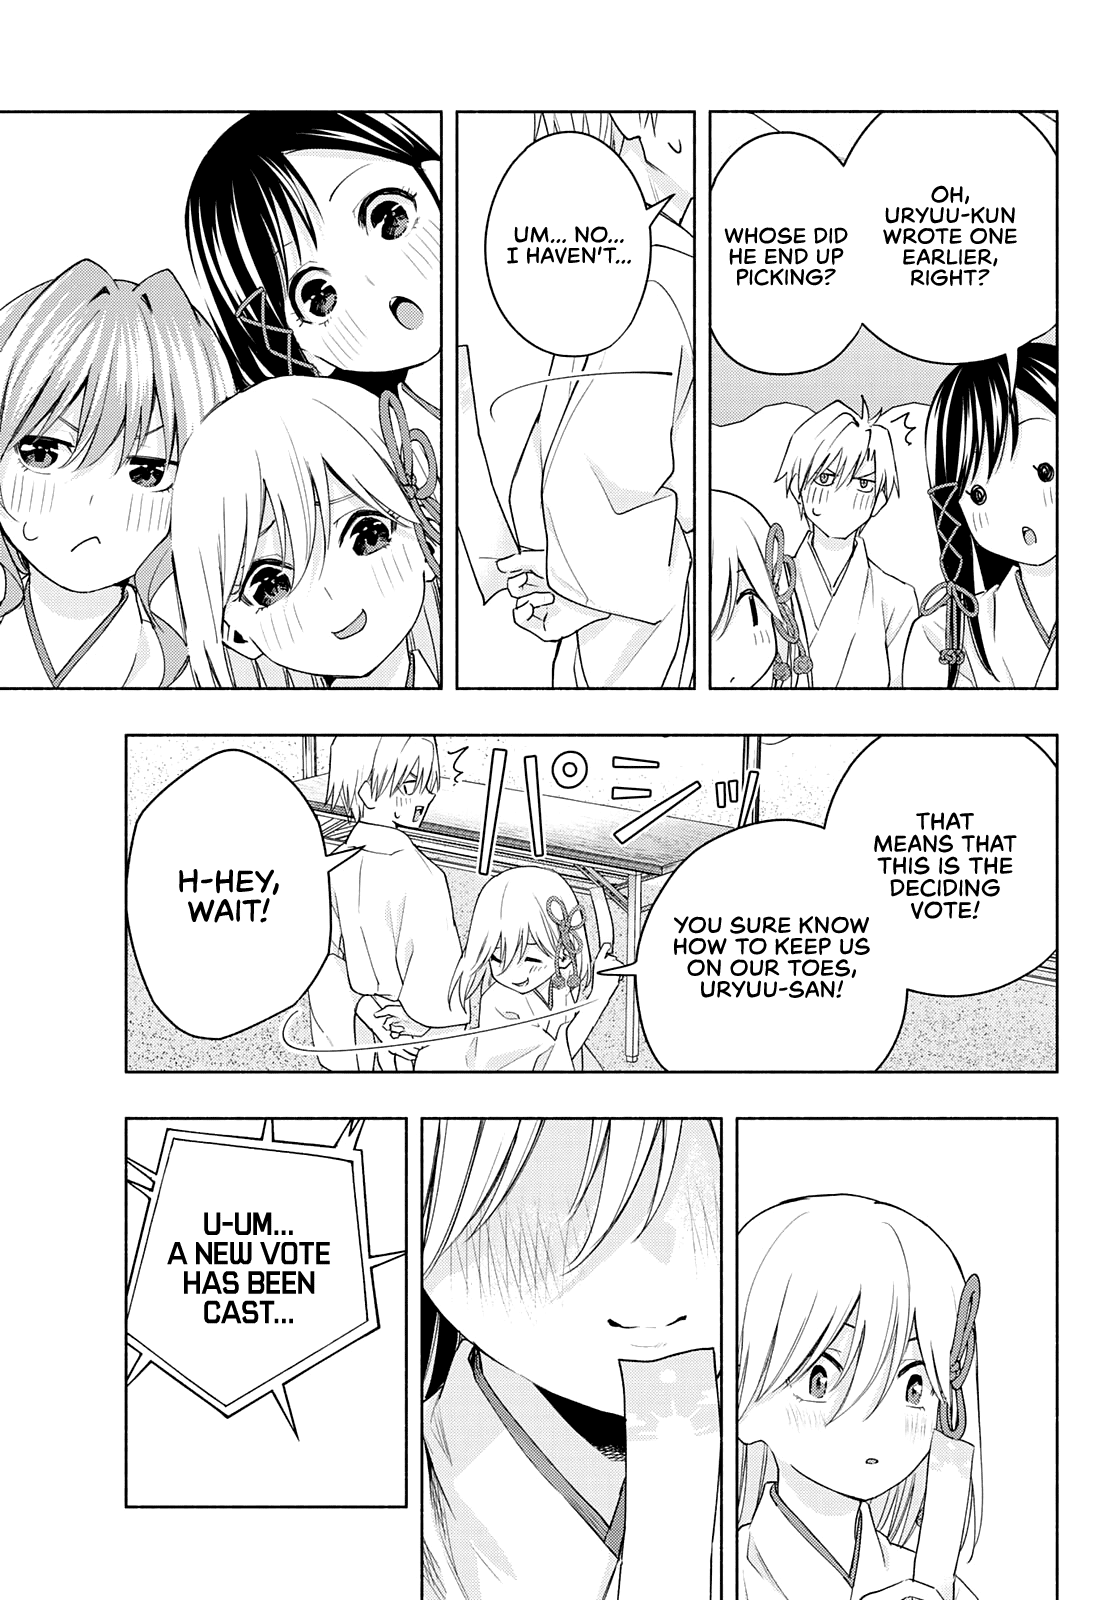 OH,
URYUU-KUN
WROTE ONE
EARLIER,
RIGHT?
WHOSE DID
HE END UP
PICKING?
UM... NO...
I HAVEN'T...
THAT
MEANS THAT
THIS IS THE
DECIDING
VOTE!
YOU SURE KNOW
HOW TO KEEP US
ON OUR TOES,
URYUU-SAN!
H-HEY,
WAIT!
U-UM...
A NEW VOTE
HAS BEEN
CAST...